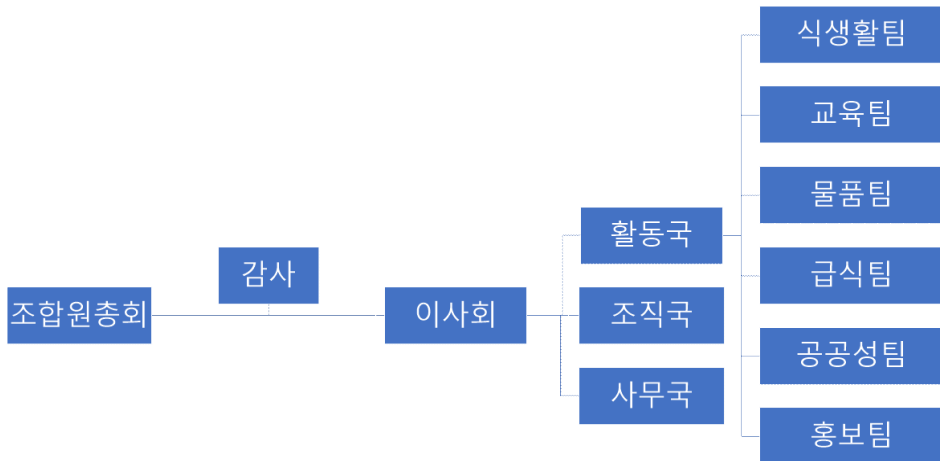 조합원총회
감사
이사회
활동국
조직국
사무국
식생활팀
교육팀
물품팀
급식팀
공공성팀
홍보팀